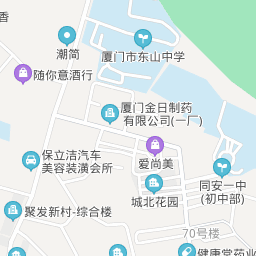 香
潮简
厦门市东山中学
随你意酒行
厦门金日制药
有限公司(一厂)
保立洁汽车
美容装潢会所
爱尚美
同安一中
(初中部)
城北花园
聚发新村-综合楼
70号楼
健康堂药业